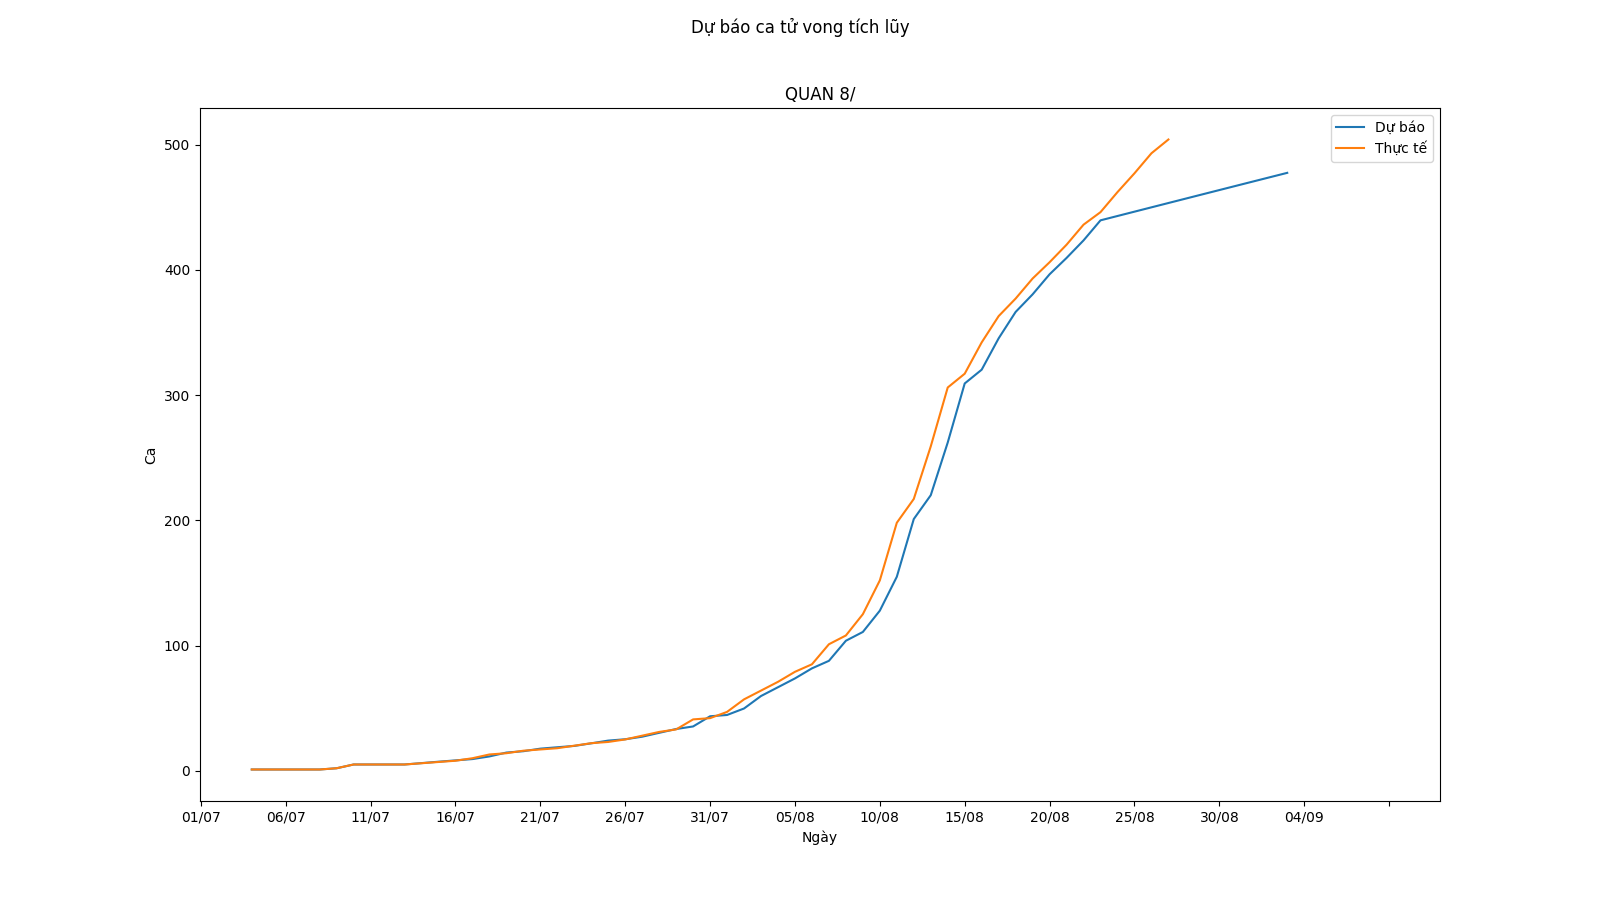 Dự báo ca tử vong tích lũy
QUAN 8/
Dự báo
Thực tế
500
400
300
200
100
0
Ca
01/07 06/07 11/07 16/07 21/07 26/07 31/07 05/08 10/08 15/08 20/08 25/08 30/08 04/09
Ngày